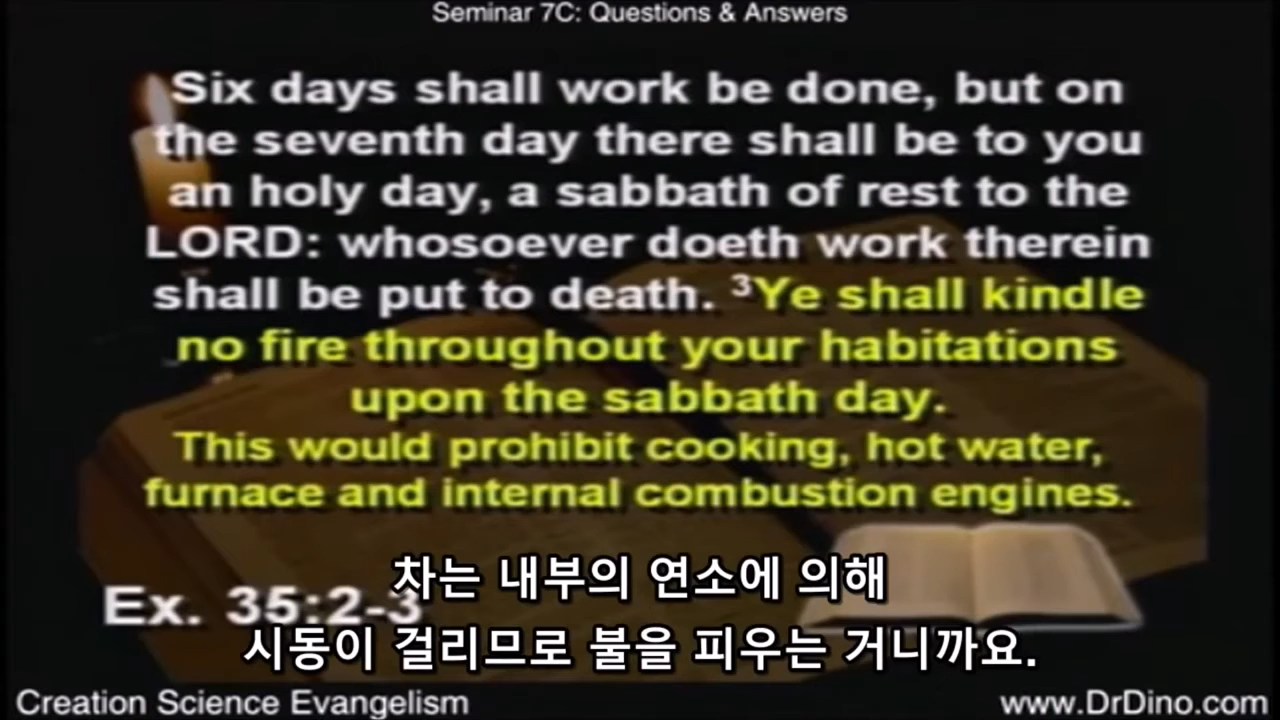 Seminar 7C: Questions & Answers
Six days shall work be done, but on
the seventh day there shall be to you
an holy day, a sabbath of rest to the
LORD: whosoever doeth work therein
shall be put to death. ³Ye shall kindle
no fire throughout your habitations
upon the sabbath day.
This would prohibit cooking, hot water,
furnace and internal combustion engines.
차는 내부의 연소에 의해
Ex. 35:2-3
시동이 걸리므로 불을 피우는 거니까요.
Creation Science Evangelism
www.DrDino.com